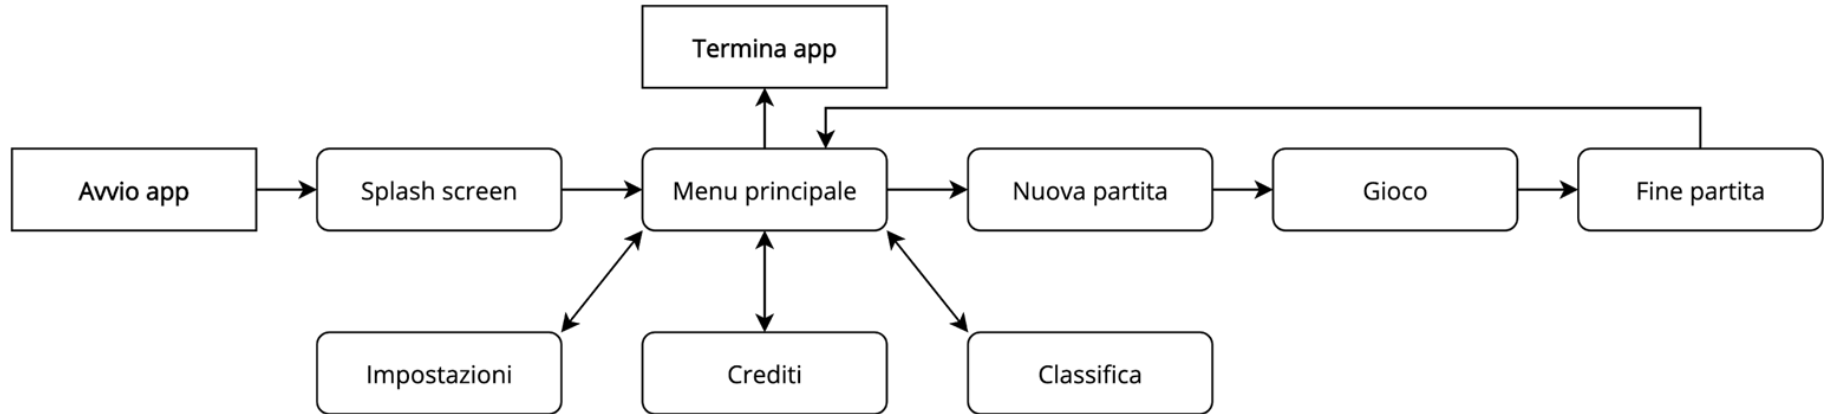 Termina app
Avvio app
Splash screen
Menu principale
Nuova partita
Gioco
Fine partita
Impostazioni
Crediti
Classifica